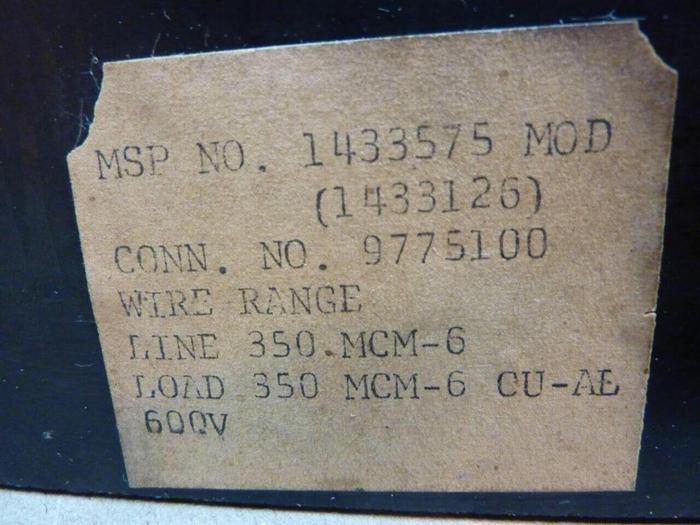 MSP NO. 1433575 MOD
(1433126)
CONN. NO. 9775100
WIRE RANGE
LINE 350 MCM-6
LOAD 350 MCM-6 CU-AL
600V